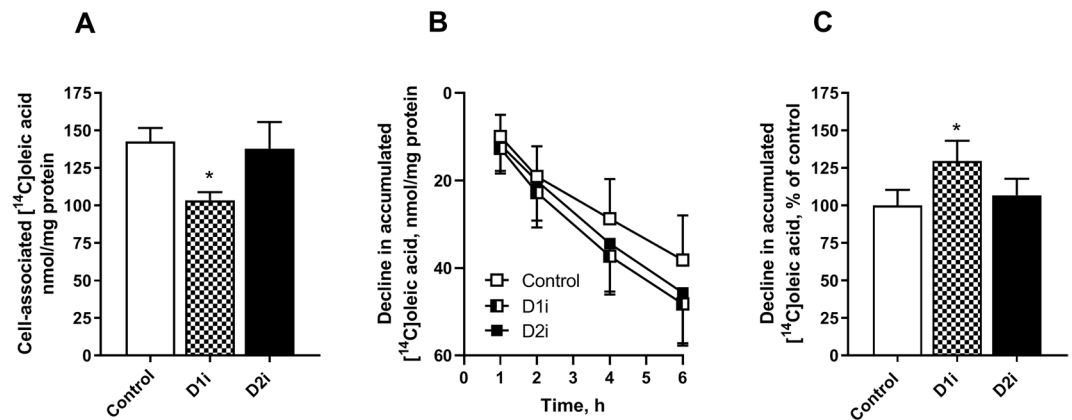 A
Cell-associated [¹⁴C]oleic acid
nmol/mg protein
175
150
125
100
75
50
25
0
*
Control
D1i
D2i
B
Decline in accumulated
[¹⁴C]oleic acid, nmol/mg protein
0
20
40
60
Control
D1i
D2i
0
1
2
3
4
5
6
Time, h
C
Decline in accumulated
[¹⁴C]oleic acid, % of control
175
150
125
100
75
50
25
0
*
Control
D1i
D2i